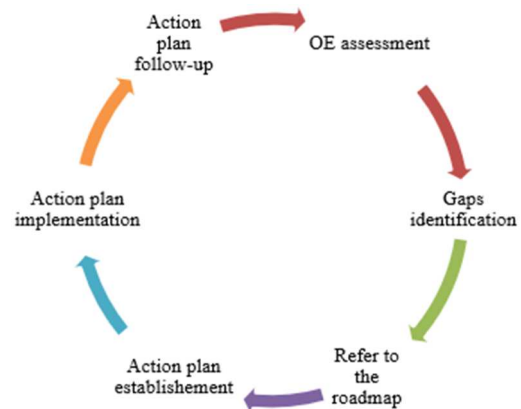 Action
plan
follow-up
OE assessment
Gaps
identification
Refer to
the
roadmap
Action plan
establishement
Action plan
implementation